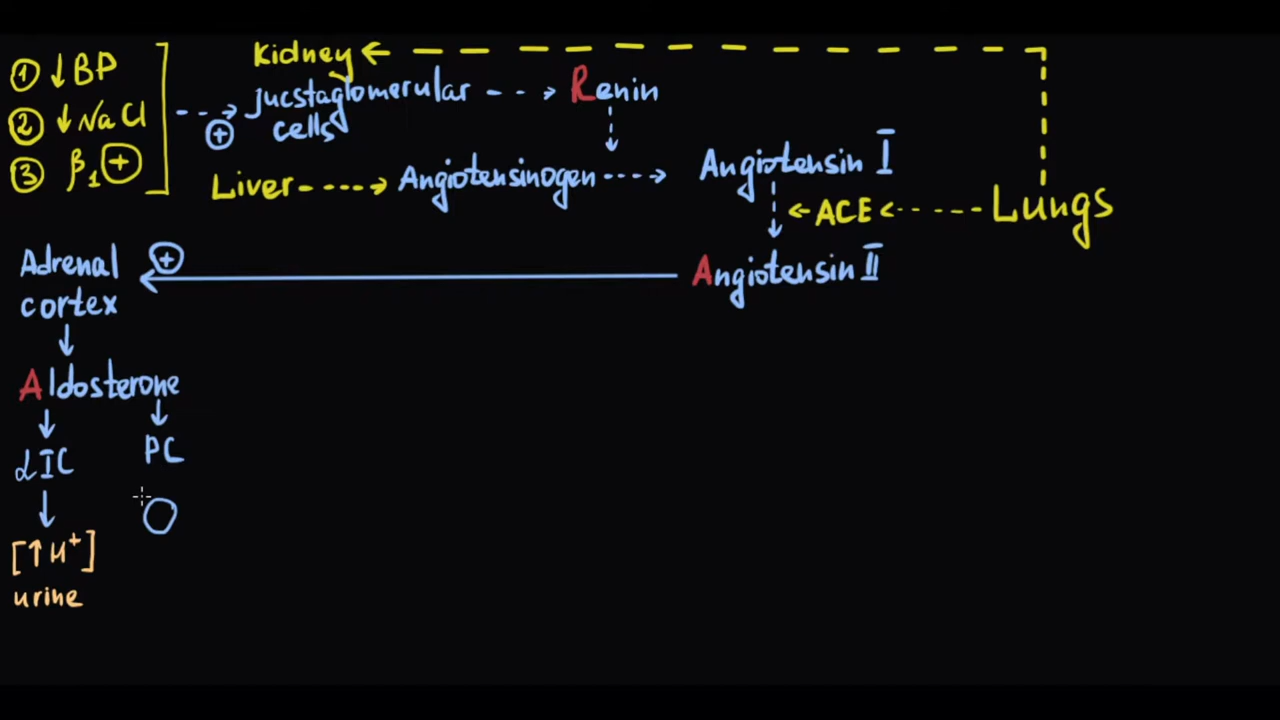 ① ↓ BP
② ↓ NaCl
③ β₁ ⊕
⊕
Kidney
jucstaglomerular
cells
Renin
Liver
Angiotensinogen
Angiotensin I
ACE
Lungs
Angiotensin II
⊕
Adrenal
cortex
Aldosterone
αIC
PC
[↑H⁺]
urine